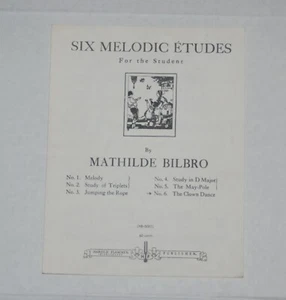 SIX MELODIC ÉTUDES
For the Student
By
MATHILDE BILBRO
No. 1. Melody
No. 2. Study of Triplets
No. 3. Jumping the Rope
No. 4. Study in D Major
No. 5. The May-Pole
No. 6. The Clown Dance